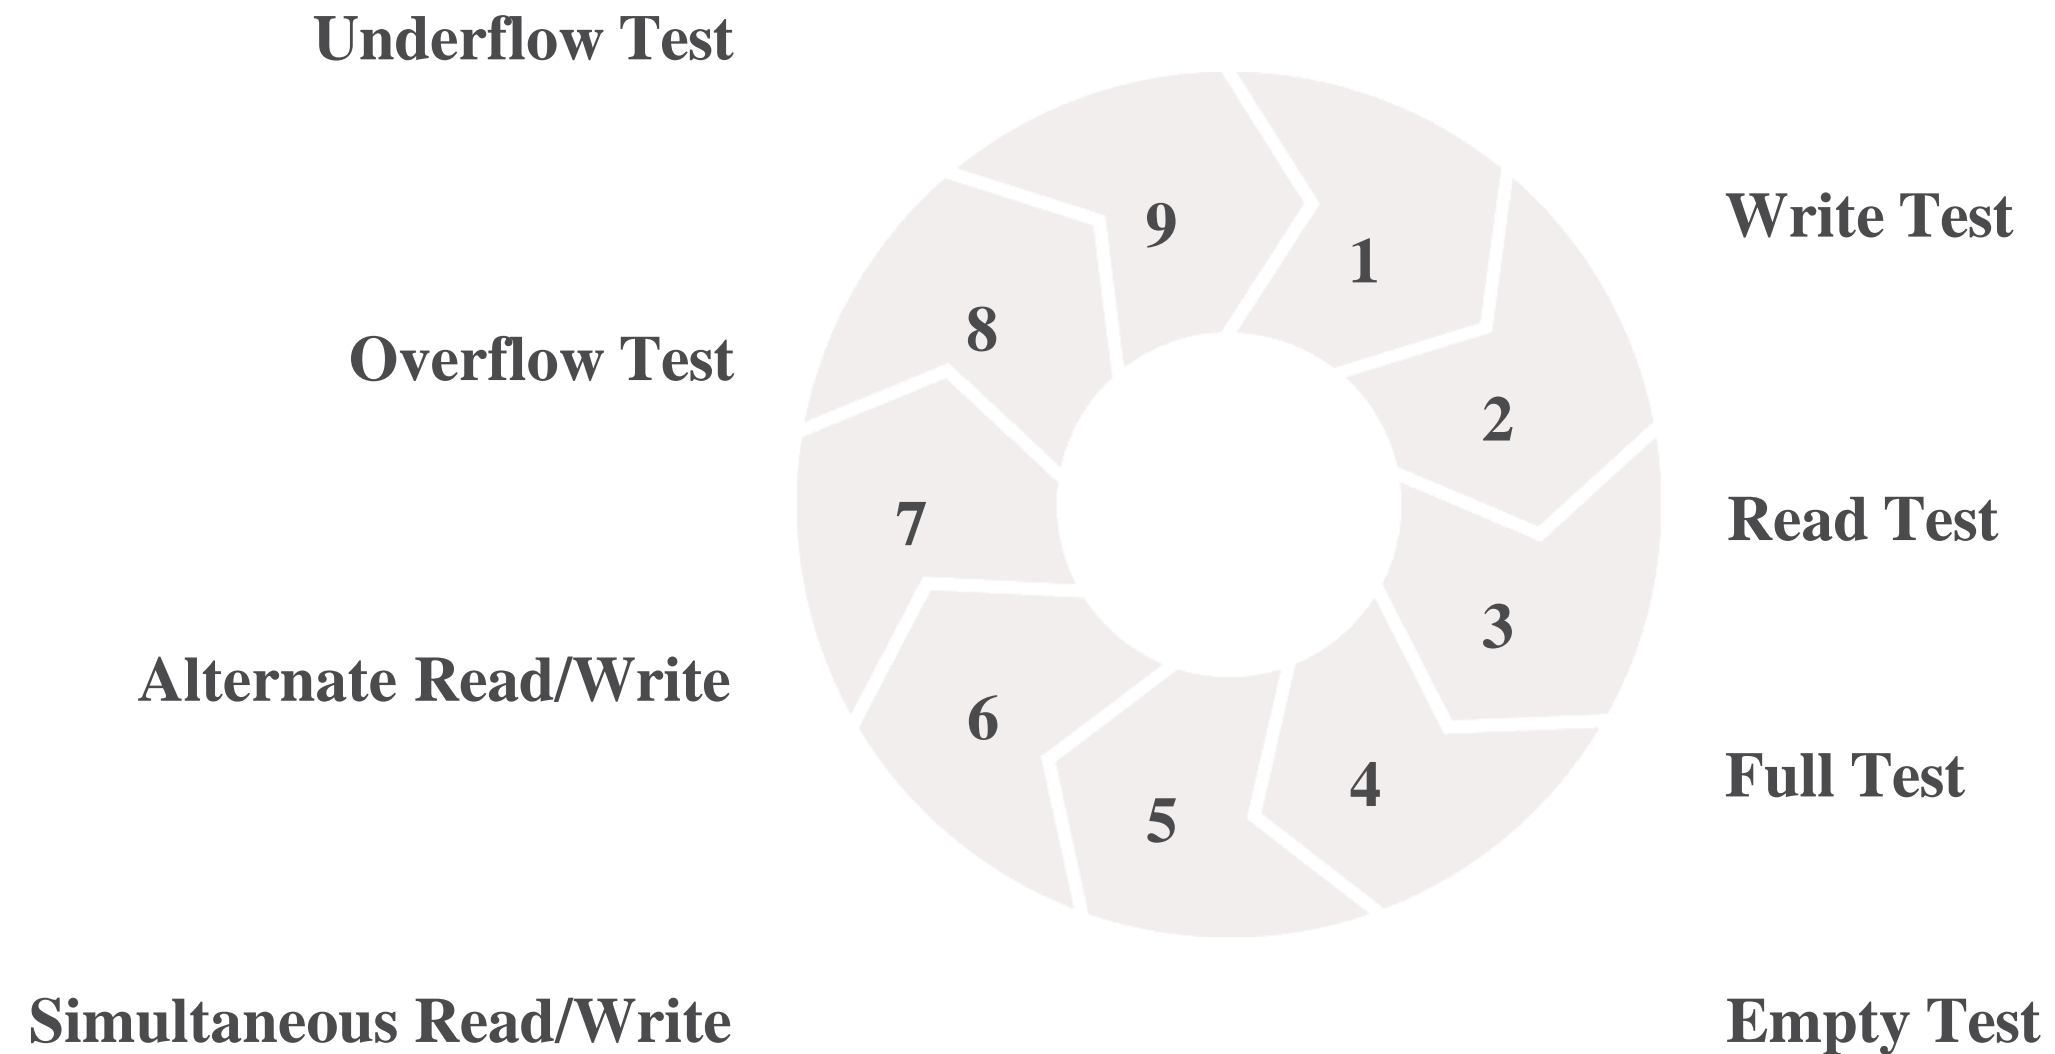 Underflow Test
9
1
Write Test
8
Overflow Test
2
7
Read Test
3
Alternate Read/Write
6
4
Full Test
5
Simultaneous Read/Write
Empty Test